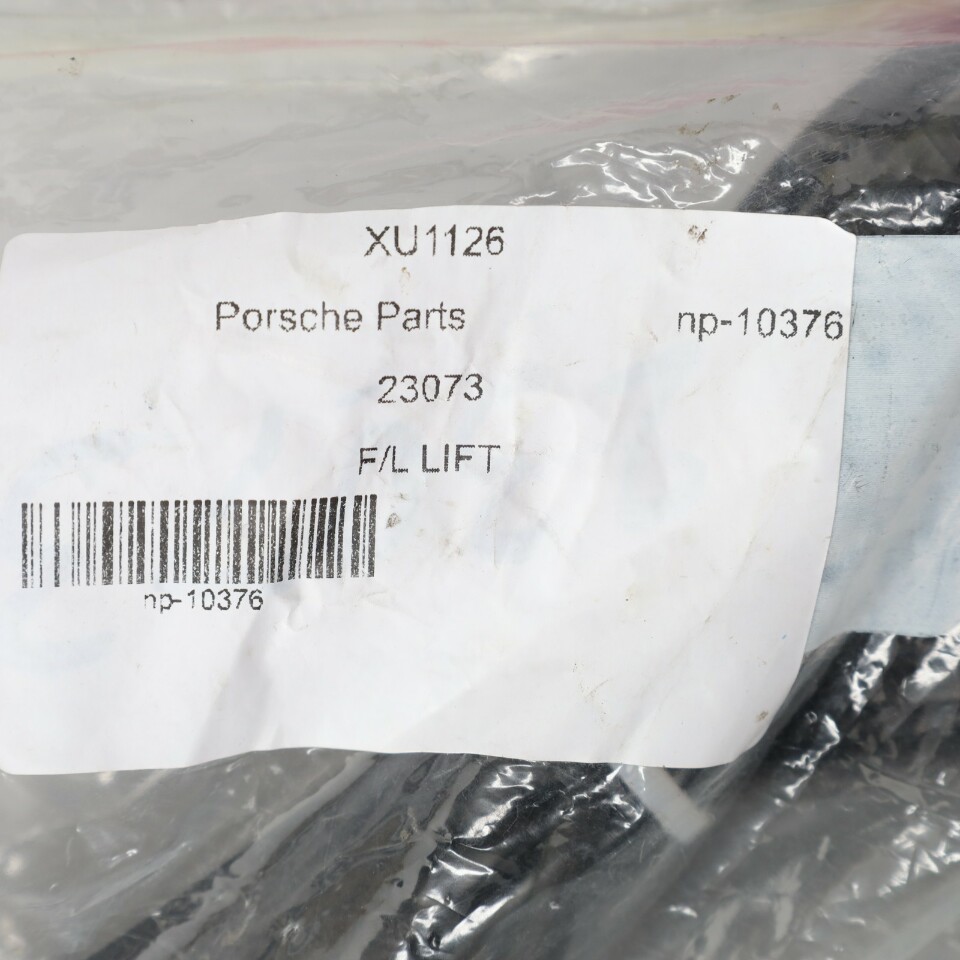 XU1126
Porsche Parts np-10376
23073
F/L LIFT
np-10376